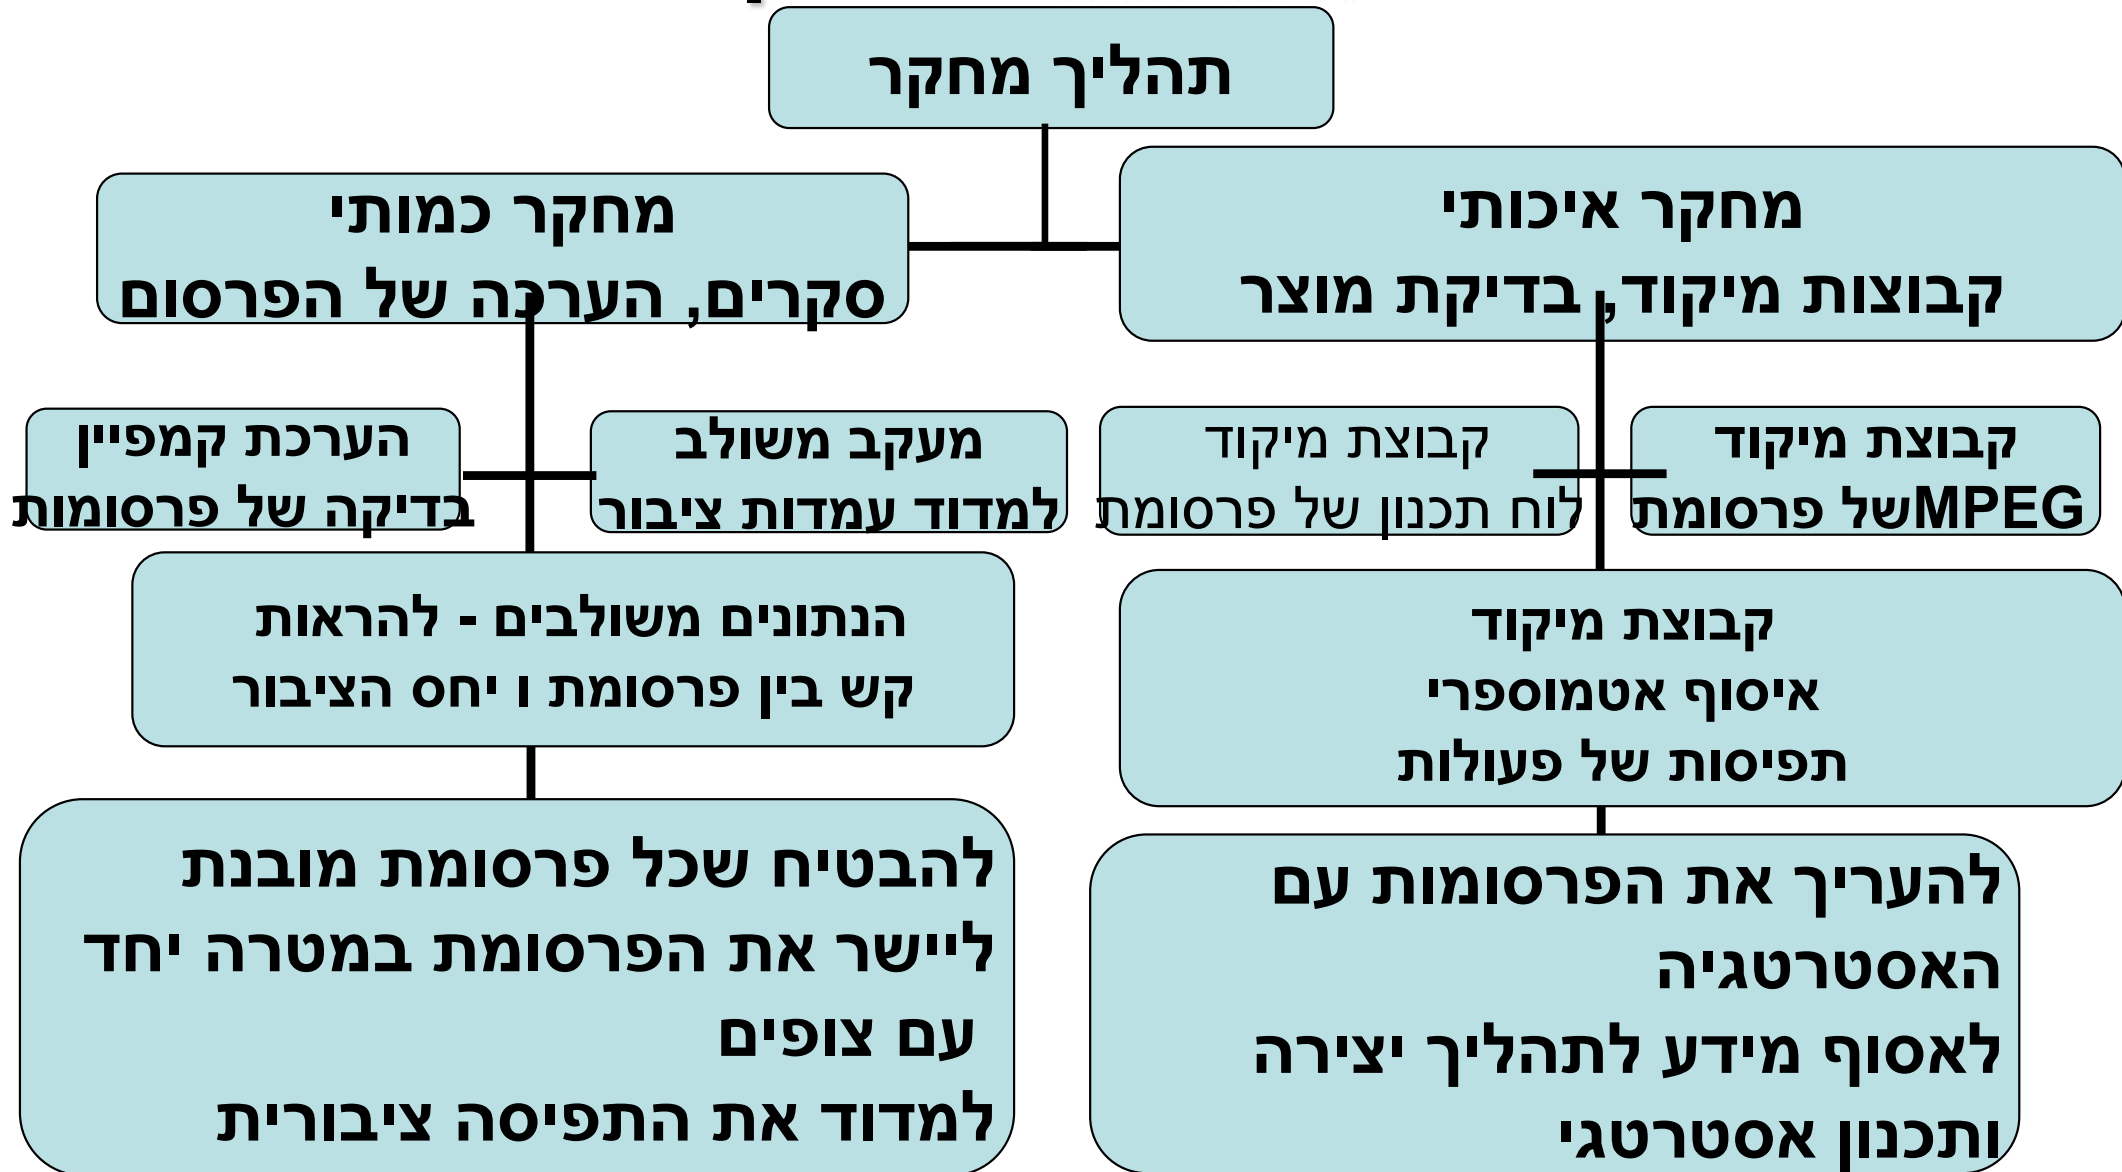 תהליך מחקר
מחקר איכותי
קבוצות מיקוד, בדיקת מוצר
מחקר כמותי
סקרים, הערכה של הפרסום
קבוצת מיקוד
MPEGשל פרסומת
קבוצת מיקוד
לוח תכנון של פרסומת
מעקב משולב
למדוד עמדות ציבור
הערכת קמפיין
בדיקה של פרסומות
קבוצת מיקוד
איסוף אטמוספרי
תפיסות של פעולות
הנתונים משולבים - להראות
קש בין פרסומת ו יחס הציבור
להעריך את הפרסומות עם
האסטרטגיה
לאסוף מידע לתהליך יצירה
ותכנון אסטרטגי
להבטיח שכל פרסומת מובנת
ליישר את הפרסומת במטרה יחד
עם צופים
למדוד את התפיסה ציבורית